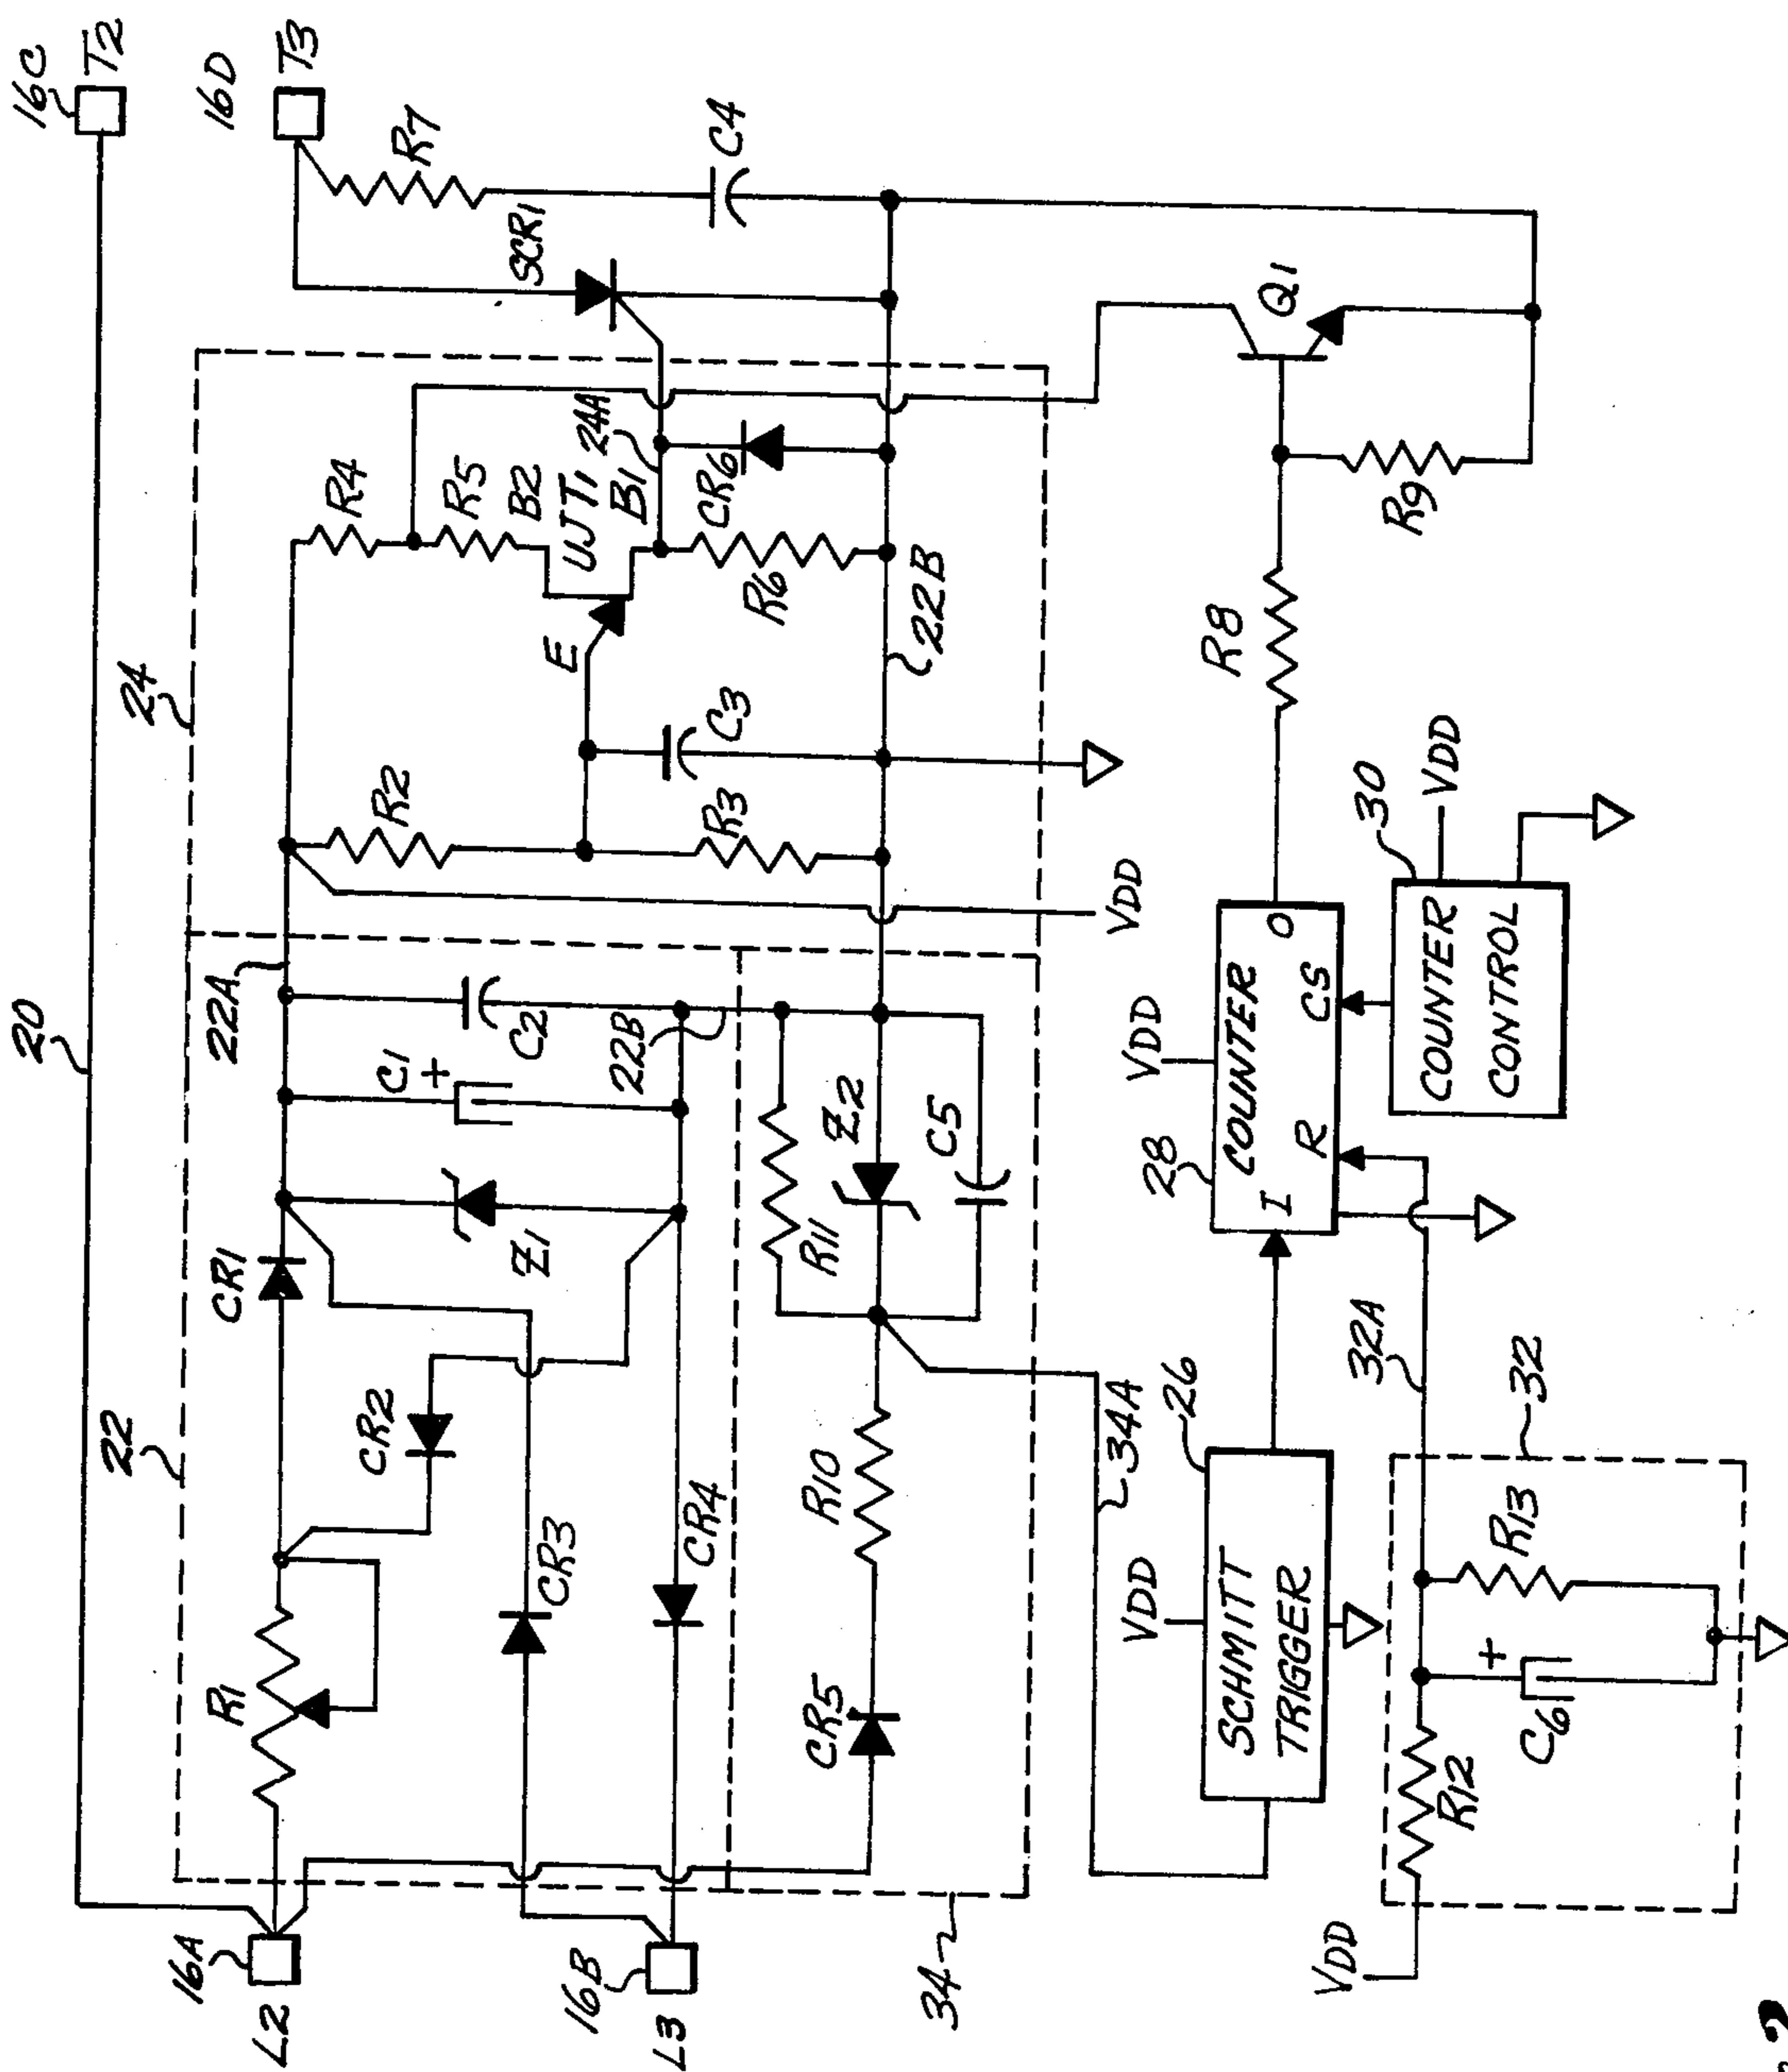 16C
T2
16D
T3
R7
C4
SCR1
Q1
20
24
R4
R5
B2
UJT1
B1
24A
CR6
E
R6
22B
R9
R8
C3
R2
R3
VDD
22A
C2
C1
+
22B
Z1
Z2
C5
R11
VDD
COUNTER
I
R
CS
O
28
30
VDD
COUNTER
CONTROL
22
CR1
CR2
CR3
CR4
R1
R10
CR5
34A
26
VDD
SCHMITT
TRIGGER
32A
32
R13
+
C6
R12
VDD
16A
L2
16B
L3
34
2